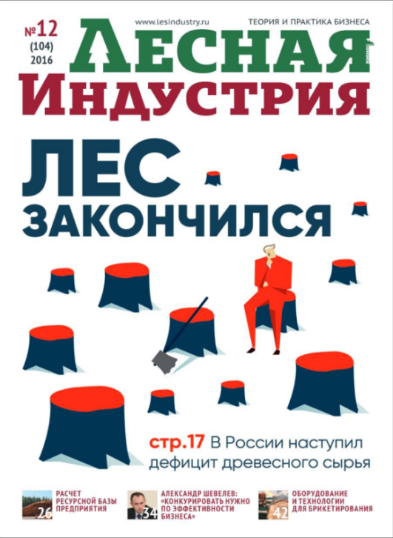 №12
(104)
2016
www.lesindustry.ru
ТЕОРИЯ И ПРАКТИКА БИЗНЕСА
ЛЕСНАЯ
ИНДУСТРИЯ
ЛЕС
ЗАКОНЧИЛСЯ
стр.17 В России наступил
дефицит древесного сырья
26
РАСЧЕТ
РЕСУРСНОЙ БАЗЫ
ПРЕДПРИЯТИЯ
34
АЛЕКСАНДР ШЕВЕЛЕВ:
«КОНКУРИРОВАТЬ НУЖНО
ПО ЭФФЕКТИВНОСТИ
БИЗНЕСА»
42
ОБОРУДОВАНИЕ
И ТЕХНОЛОГИИ
ДЛЯ БРИКЕТИРОВАНИЯ